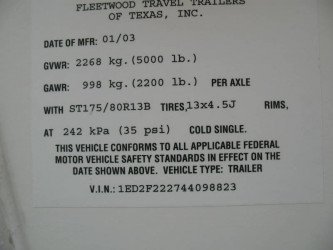 FLEETWOOD TRAVEL TRAILERS
OF TEXAS, INC.
DATE OF MFR: 01/03
GVWR: 2268 kg.(5000 lb.)
GAWR: 998 kg.(2200 lb.) PER AXLE
WITH ST175/80R13B TIRES,13x4.5J RIMS,
AT 242 kPa (35 psi) COLD SINGLE.
THIS VEHICLE CONFORMS TO ALL APPLICABLE FEDERAL
MOTOR VEHICLE SAFETY STANDARDS IN EFFECT ON THE
DATE SHOWN ABOVE. VEHICLE TYPE: TRAILER
V.I.N.: 1ED2F222744098823